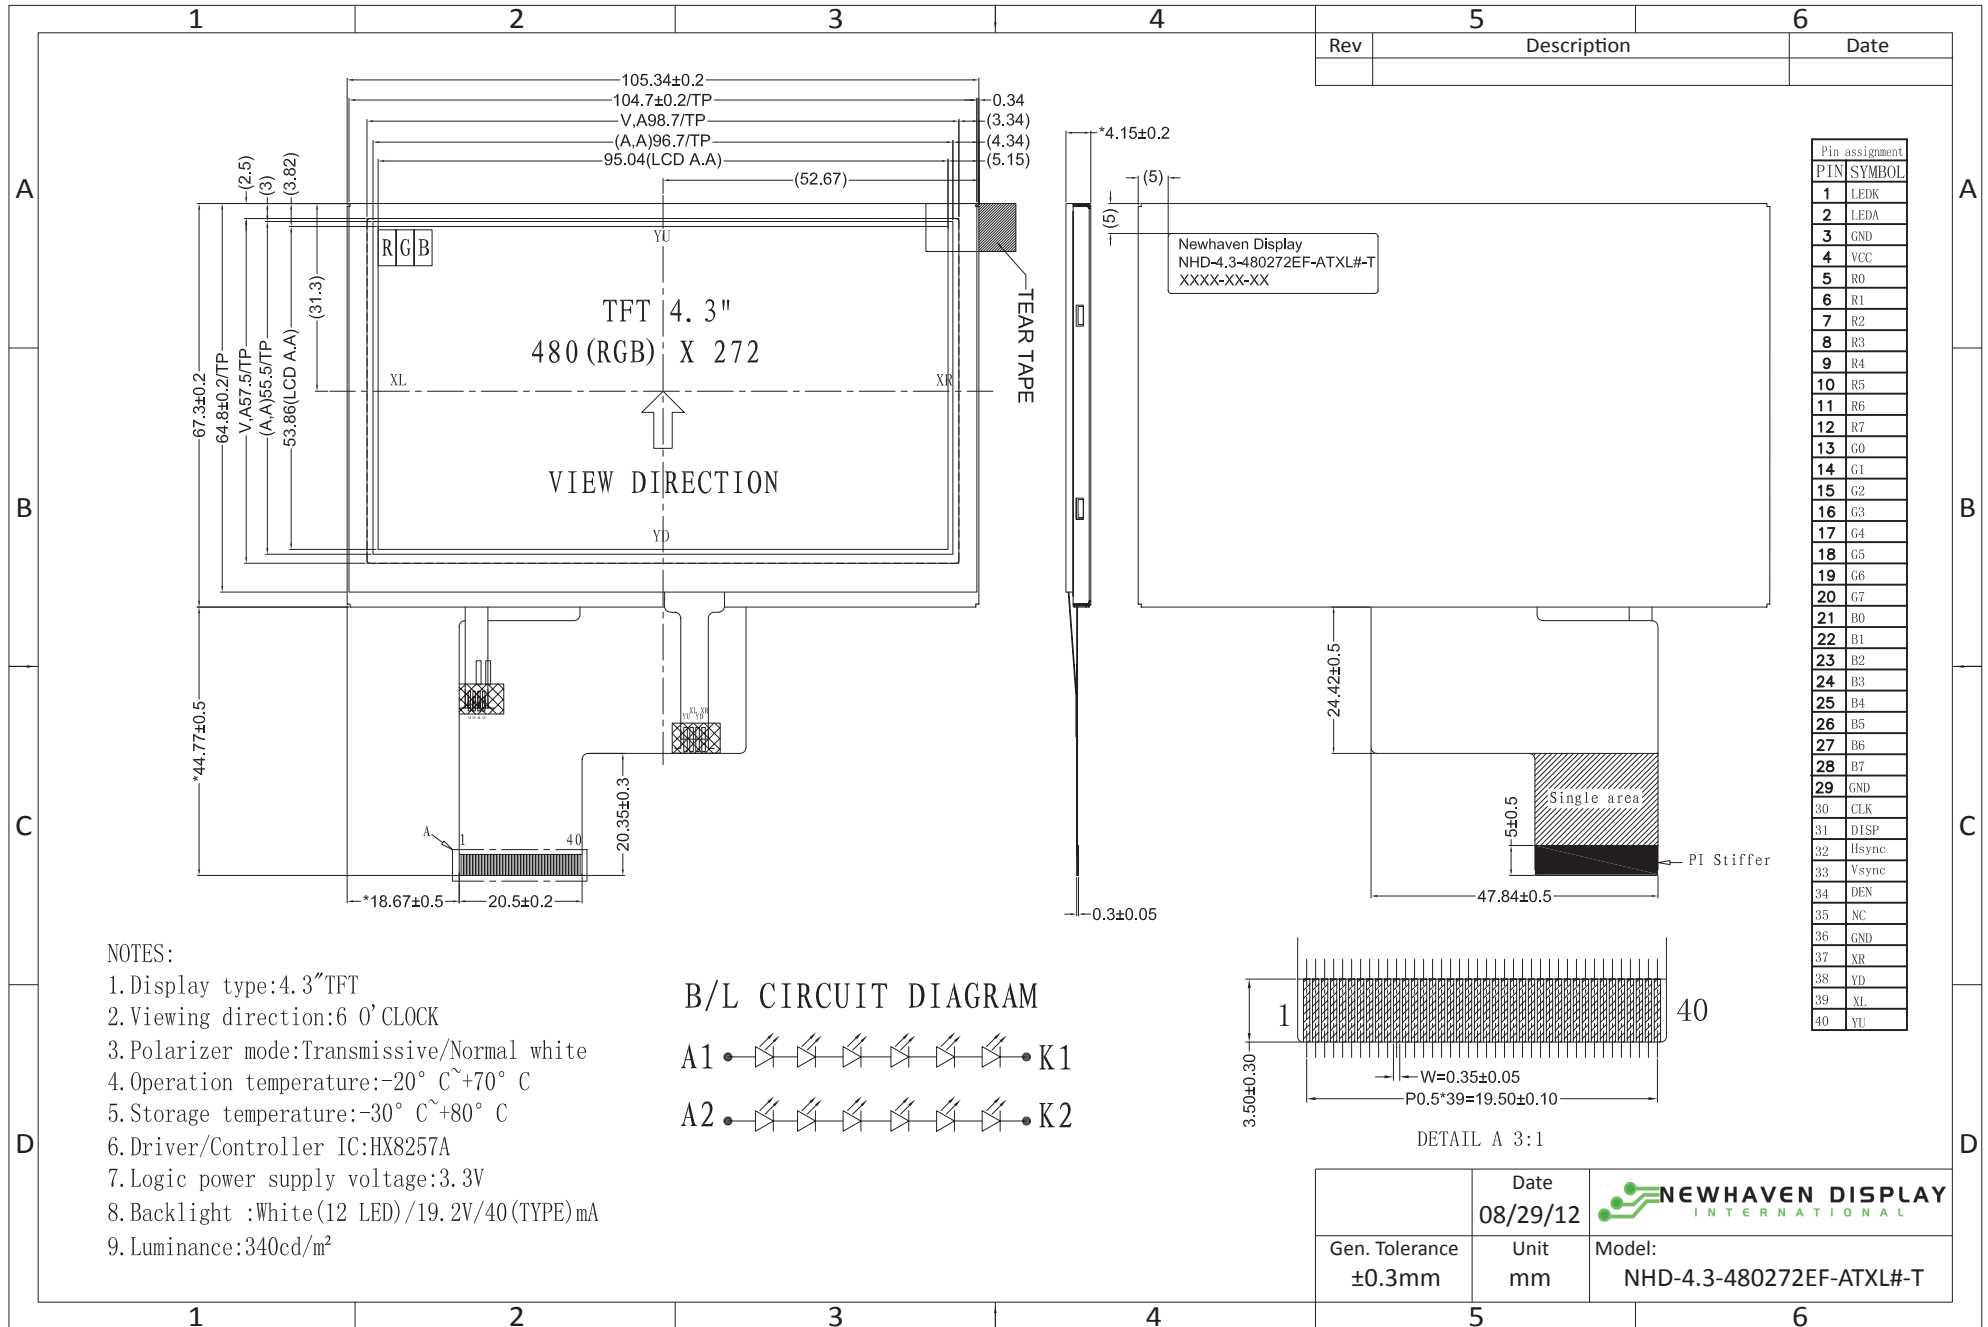 1 2 3 4 5 6
Rev Description Date
A
B
C
D
105.34±0.2
104.7±0.2/TP
0.34
V,A98.7/TP
(3.34)
(A,A)96.7/TP
(4.34)
95.04(LCD A.A)
(5.15)
(52.67)
(2.5)
(3)
(3.82)
(31.3)
67.3±0.2
64.8±0.2/TP
V,A57.5/TP
(A,A)55.5/TP
53.86(LCD A.A)
R G B
YU
TFT 4.3"
480(RGB) X 272
XL
XR
VIEW DIRECTION
YD
TEAR TAPE
*44.77±0.5
YU XL YD XR
20.35±0.3
A
1
40
*18.67±0.5
20.5±0.2
*4.15±0.2
0.3±0.05
(5)
(5)
Newhaven Display
NHD-4.3-480272EF-ATXL#-T
XXXX-XX-XX
24.42±0.5
Single area
5±0.5
PI Stiffer
47.84±0.5
Pin assignment
PIN SYMBOL
1 LEDK
2 LEDA
3 GND
4 VCC
5 R0
6 R1
7 R2
8 R3
9 R4
10 R5
11 R6
12 R7
13 G0
14 G1
15 G2
16 G3
17 G4
18 G5
19 G6
20 G7
21 B0
22 B1
23 B2
24 B3
25 B4
26 B5
27 B6
28 B7
29 GND
30 CLK
31 DISP
32 Hsync
33 Vsync
34 DEN
35 NC
36 GND
37 XR
38 YD
39 XL
40 YU
A
B
C
D
NOTES:
1.Display type:4.3"TFT
2.Viewing direction:6 O'CLOCK
3.Polarizer mode:Transmissive/Normal white
4.Operation temperature:-20° C~+70° C
5.Storage temperature:-30° C~+80° C
6.Driver/Controller IC:HX8257A
7.Logic power supply voltage:3.3V
8.Backlight :White(12 LED)/19.2V/40(TYPE)mA
9.Luminance:340cd/m²
B/L CIRCUIT DIAGRAM
A1 K1
A2 K2
1
40
3.50±0.30
W=0.35±0.05
P0.5*39=19.50±0.10
DETAIL A 3:1
Date
08/29/12
NEWHAVEN DISPLAY
INTERNATIONAL
Gen. Tolerance
±0.3mm
Unit
mm
Model:
NHD-4.3-480272EF-ATXL#-T
1 2 3 4 5 6